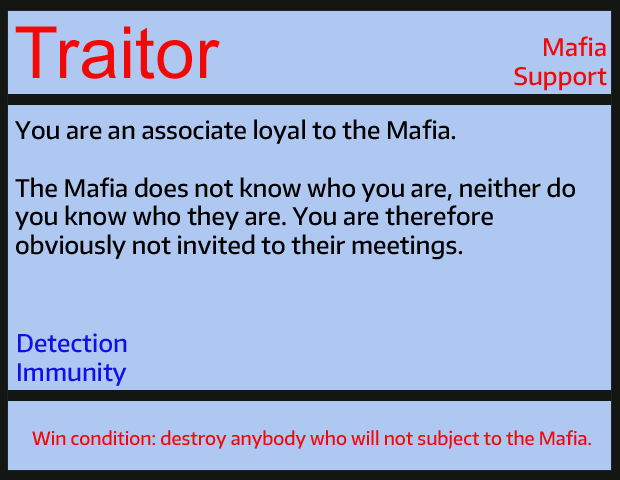 Traitor
Mafia
Support
You are an associate loyal to the Mafia.
The Mafia does not know who you are, neither do
you know who they are. You are therefore
obviously not invited to their meetings.
Detection
Immunity
Win condition: destroy anybody who will not subject to the Mafia.